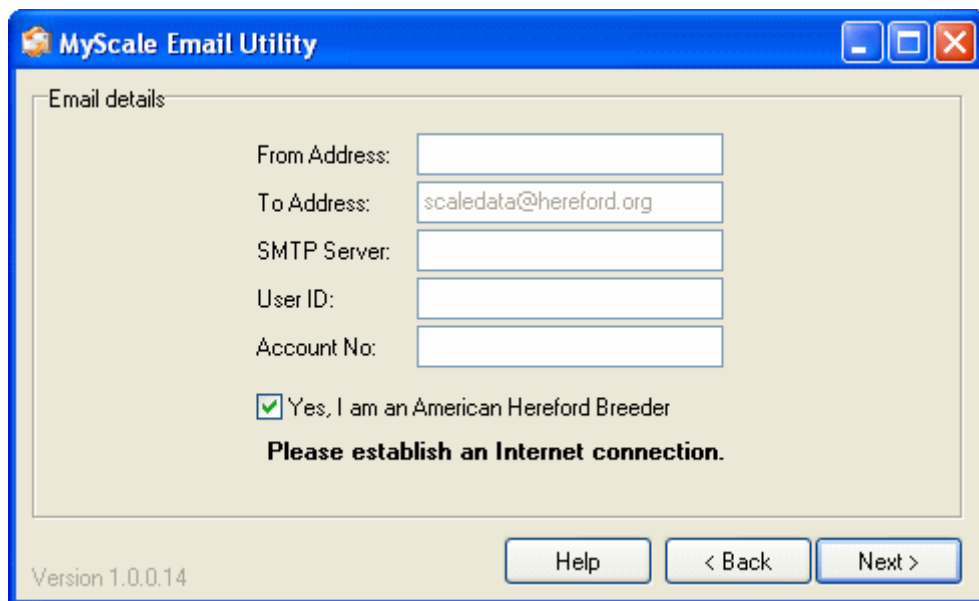 MyScale Email Utility
Email details
From Address:
To Address: scaledata@hereford.org
SMTP Server:
User ID:
Account No:
Yes, I am an American Hereford Breeder
Please establish an Internet connection.
Version 1.0.0.14 Help < Back Next >